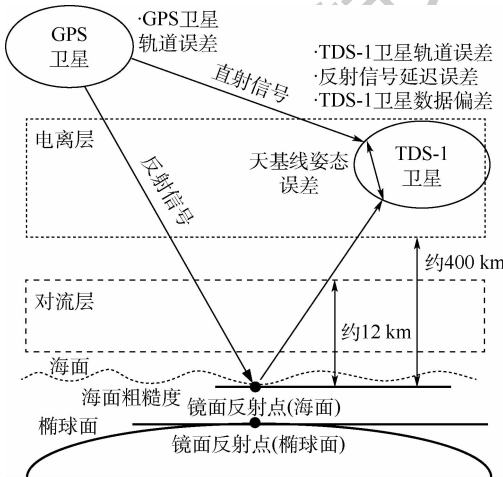 GPS
卫星
·GPS卫星
轨道误差
直射信号
·TDS-1卫星轨道误差
·反射信号延迟误差
·TDS-1卫星数据偏差
电离层
反射信号
天基线姿态
误差
TDS-1
卫星
约400 km
对流层
约12 km
海面
海面粗糙度
镜面反射点(海面)
椭球面
镜面反射点(椭球面)